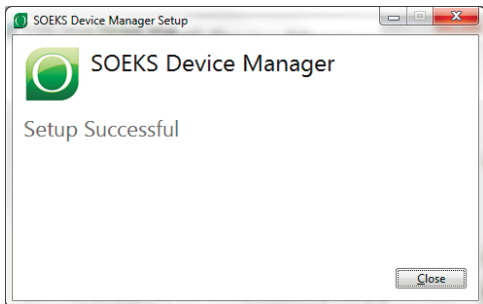 SOEKS Device Manager Setup
SOEKS Device Manager
Setup Successful
Close